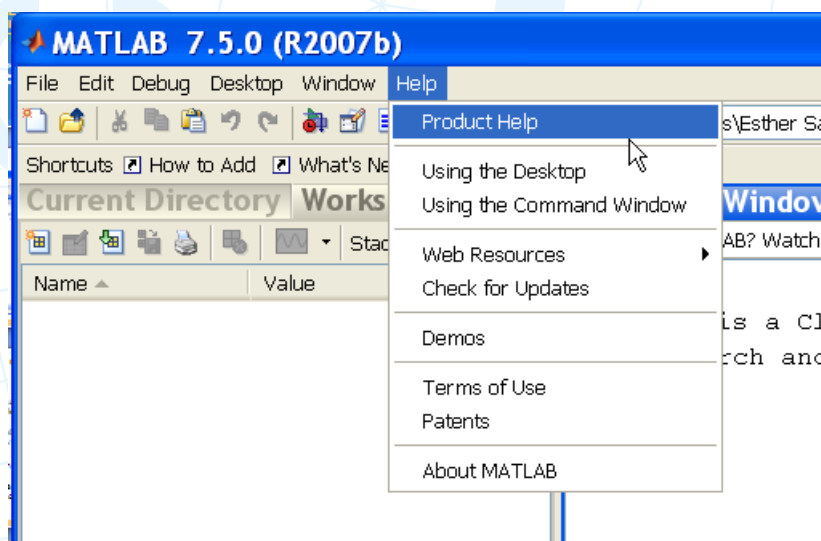 MATLAB 7.5.0 (R2007b)
File Edit Debug Desktop Window Help
Product Help
s\Esther Sa
Shortcuts How to Add What's Ne
Using the Desktop
Current Directory Works
Using the Command Window
Windov
Stac
AB? Watch
Web Resources
Name Value
Check for Updates
is a Cl
Demos
rch and
Terms of Use
Patents
About MATLAB